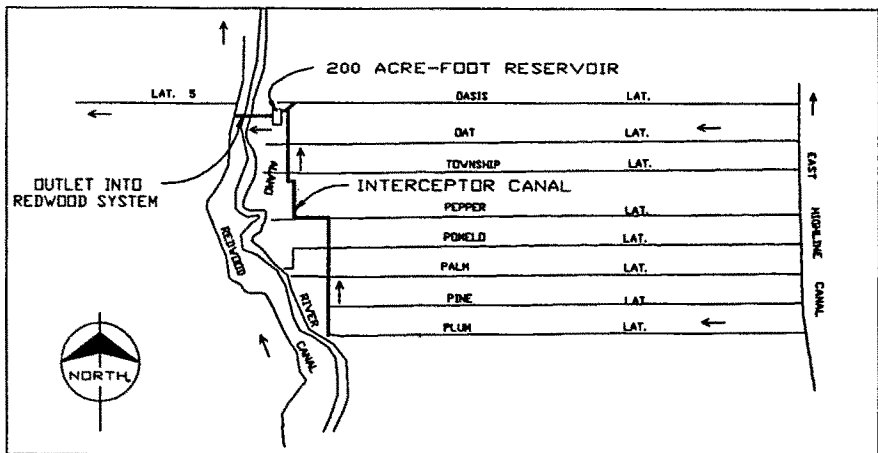 200 ACRE-FOOT RESERVOIR
LAT. 5
OASIS LAT.
OAT LAT.
TOWNSHIP LAT.
OUTLET INTO
REDWOOD SYSTEM
ALAMO
INTERCEPTOR CANAL
EAST
PEPPER LAT.
HIGHLINE
POMELO LAT.
REDWOOD
PALM LAT.
CANAL
RIVER
PINE LAT.
PLUM LAT.
CANAL
NORTH